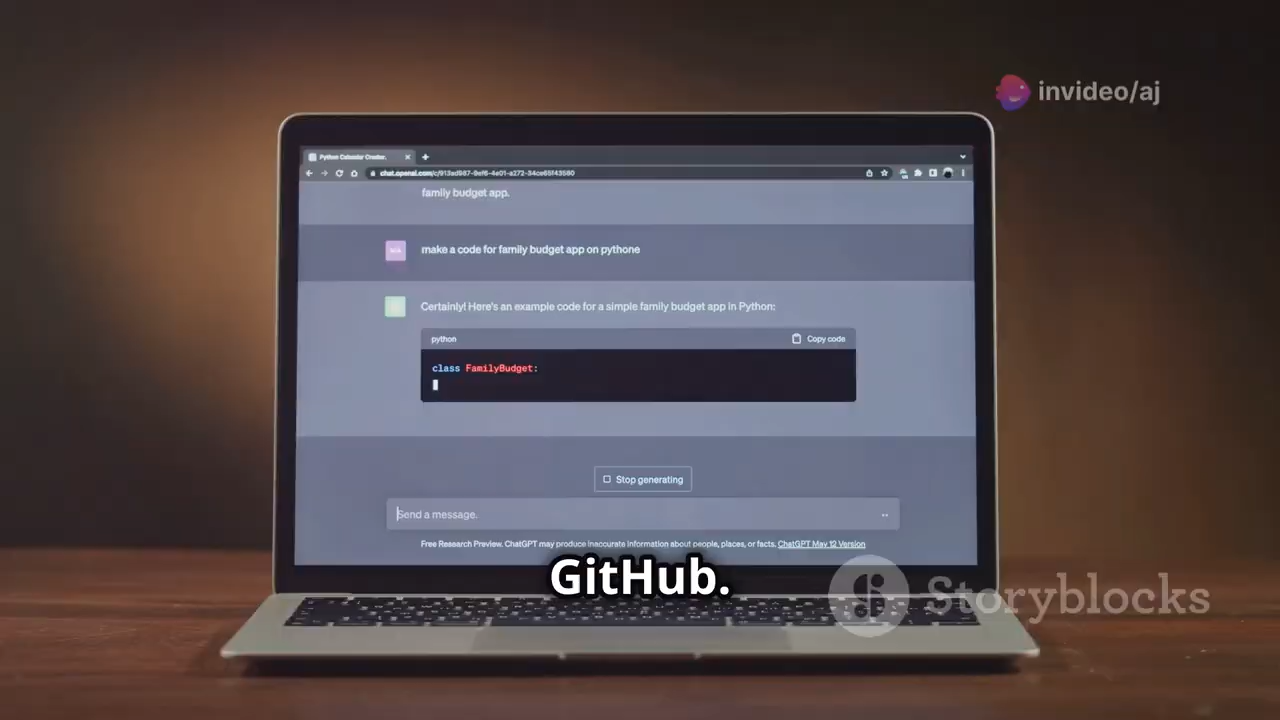 invideo/aj
Python Calendar Creator.
chat.openai.com/c/913ad987-9ef6-4e01-a272-34ce65f43560
family budget app.
make a code for family budget app on pythone
Certainly! Here's an example code for a simple family budget app in Python:
python
Copy code
class FamilyBudget:
Stop generating
Send a message.
Free Research Preview. ChatGPT may produce inaccurate information about people, places, or facts. ChatGPT May 12 Version
GitHub.
Storyblocks